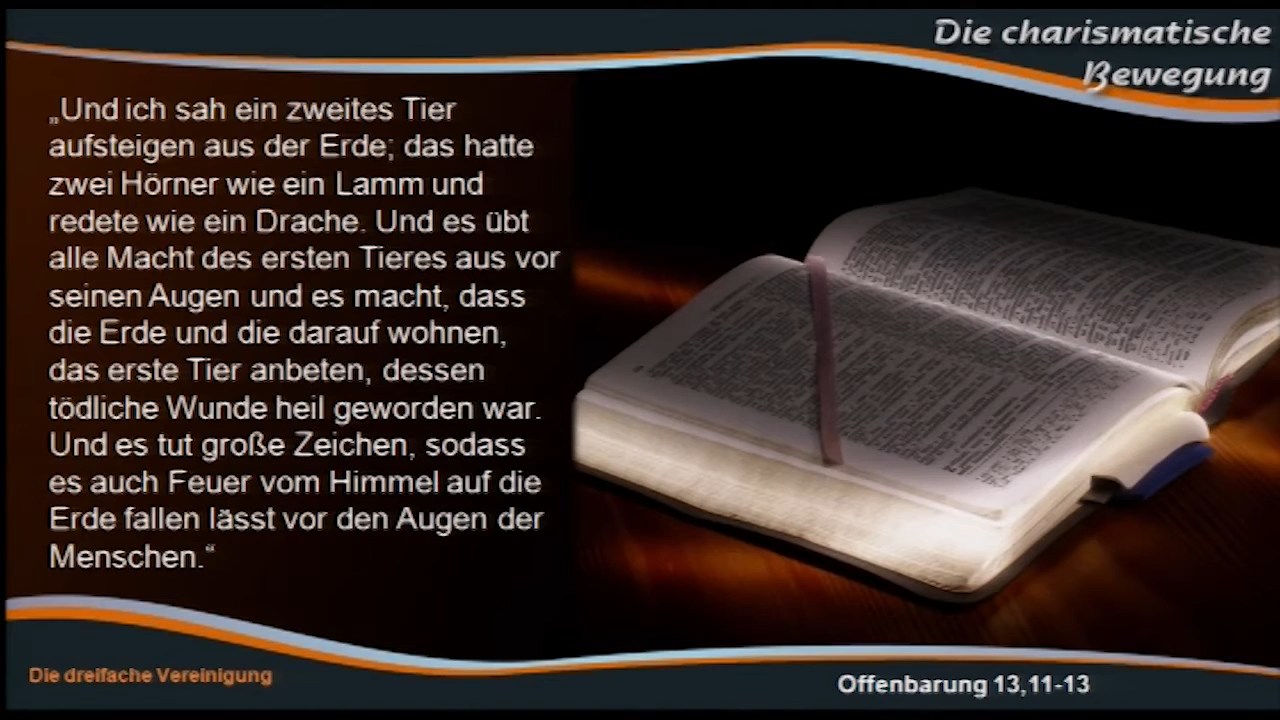 Die charismatische
Bewegung
„Und ich sah ein zweites Tier
aufsteigen aus der Erde; das hatte
zwei Hörner wie ein Lamm und
redete wie ein Drache. Und es übt
alle Macht des ersten Tieres aus vor
seinen Augen und es macht, dass
die Erde und die darauf wohnen,
das erste Tier anbeten, dessen
tödliche Wunde heil geworden war.
Und es tut große Zeichen, sodass
es auch Feuer vom Himmel auf die
Erde fallen lässt vor den Augen der
Menschen.“
Die dreifache Vereinigung
Offenbarung 13,11-13